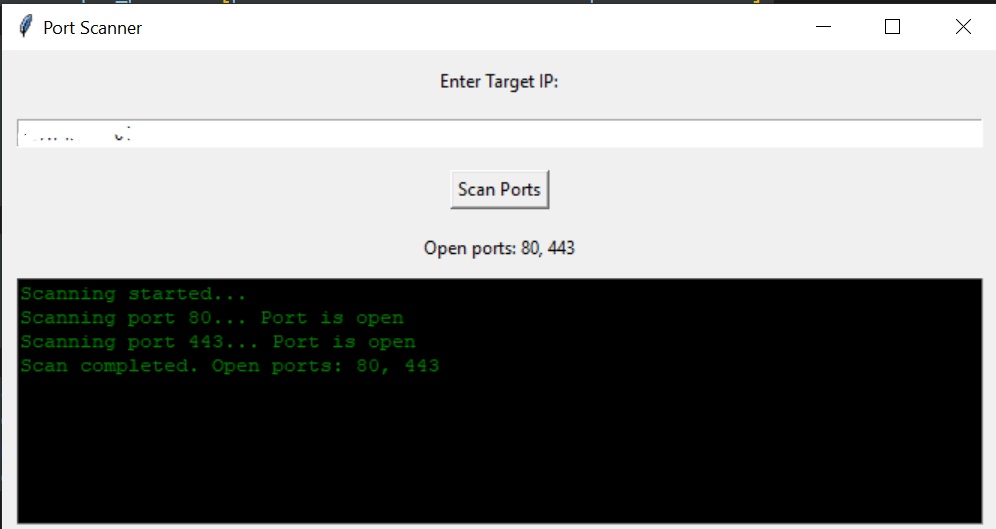 Port Scanner
Enter Target IP:
Scan Ports
Open ports: 80, 443
Scanning started...
Scanning port 80... Port is open
Scanning port 443... Port is open
Scan completed. Open ports: 80, 443